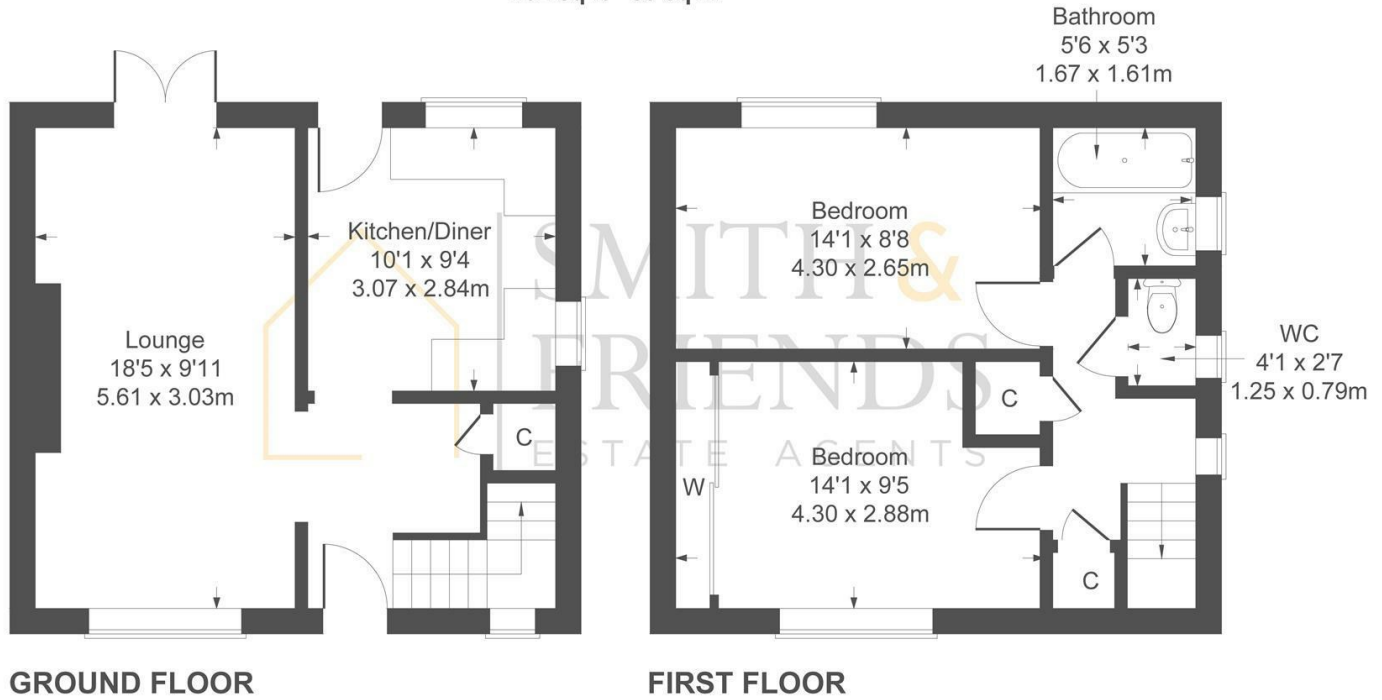 Bathroom
5'6 x 5'3
1.67 x 1.61m
Kitchen/Diner
10'1 x 9'4
3.07 x 2.84m
Lounge
18'5 x 9'11
5.61 x 3.03m
C
Bedroom
14'1 x 8'8
4.30 x 2.65m
WC
4'1 x 2'7
1.25 x 0.79m
C
W
Bedroom
14'1 x 9'5
4.30 x 2.88m
C
SMITH &
FRIENDS
ESTATE AGENTS
GROUND FLOOR
FIRST FLOOR